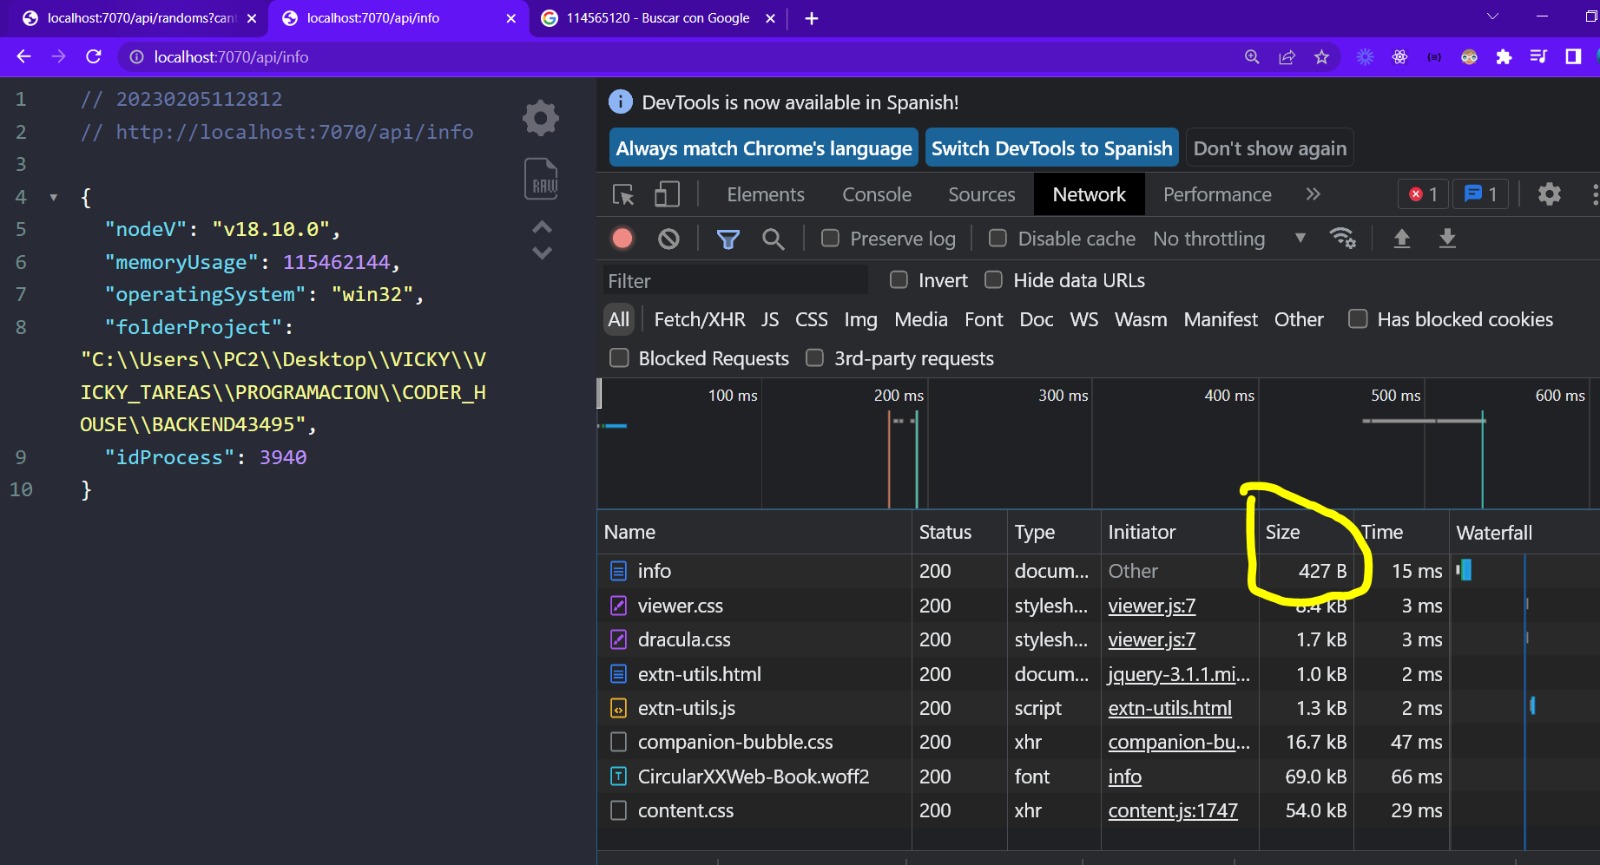 localhost:7070/api/randoms?cant
localhost:7070/api/info
114565120 - Buscar con Google
localhost:7070/api/info
1 // 20230205112812
2 // http://localhost:7070/api/info
3
4 {
5 "nodeV": "v18.10.0",
6 "memoryUsage": 115462144,
7 "operatingSystem": "win32",
8 "folderProject":
"C:\\Users\\PC2\\Desktop\\VICKY\\V
ICKY_TAREAS\\PROGRAMACION\\CODER_H
OUSE\\BACKEND43495",
9 "idProcess": 3940
10 }
RAW
DevTools is now available in Spanish!
Always match Chrome's language Switch DevTools to Spanish Don't show again
Elements Console Sources Network Performance » 1 1
Preserve log Disable cache No throttling
Filter Invert Hide data URLs
All Fetch/XHR JS CSS Img Media Font Doc WS Wasm Manifest Other Has blocked cookies
Blocked Requests 3rd-party requests
100 ms 200 ms 300 ms 400 ms 500 ms 600 ms
Name Status Type Initiator Size Time Waterfall
info 200 docum... Other 427 B 15 ms
viewer.css 200 stylesh... viewer.js:7 8.4 kB 3 ms
dracula.css 200 stylesh... viewer.js:7 1.7 kB 3 ms
extn-utils.html 200 docum... jquery-3.1.1.mi... 1.0 kB 2 ms
extn-utils.js 200 script extn-utils.html 1.3 kB 2 ms
companion-bubble.css 200 xhr companion-bu... 16.7 kB 47 ms
CircularXXWeb-Book.woff2 200 font info 69.0 kB 66 ms
content.css 200 xhr content.js:1747 54.0 kB 29 ms